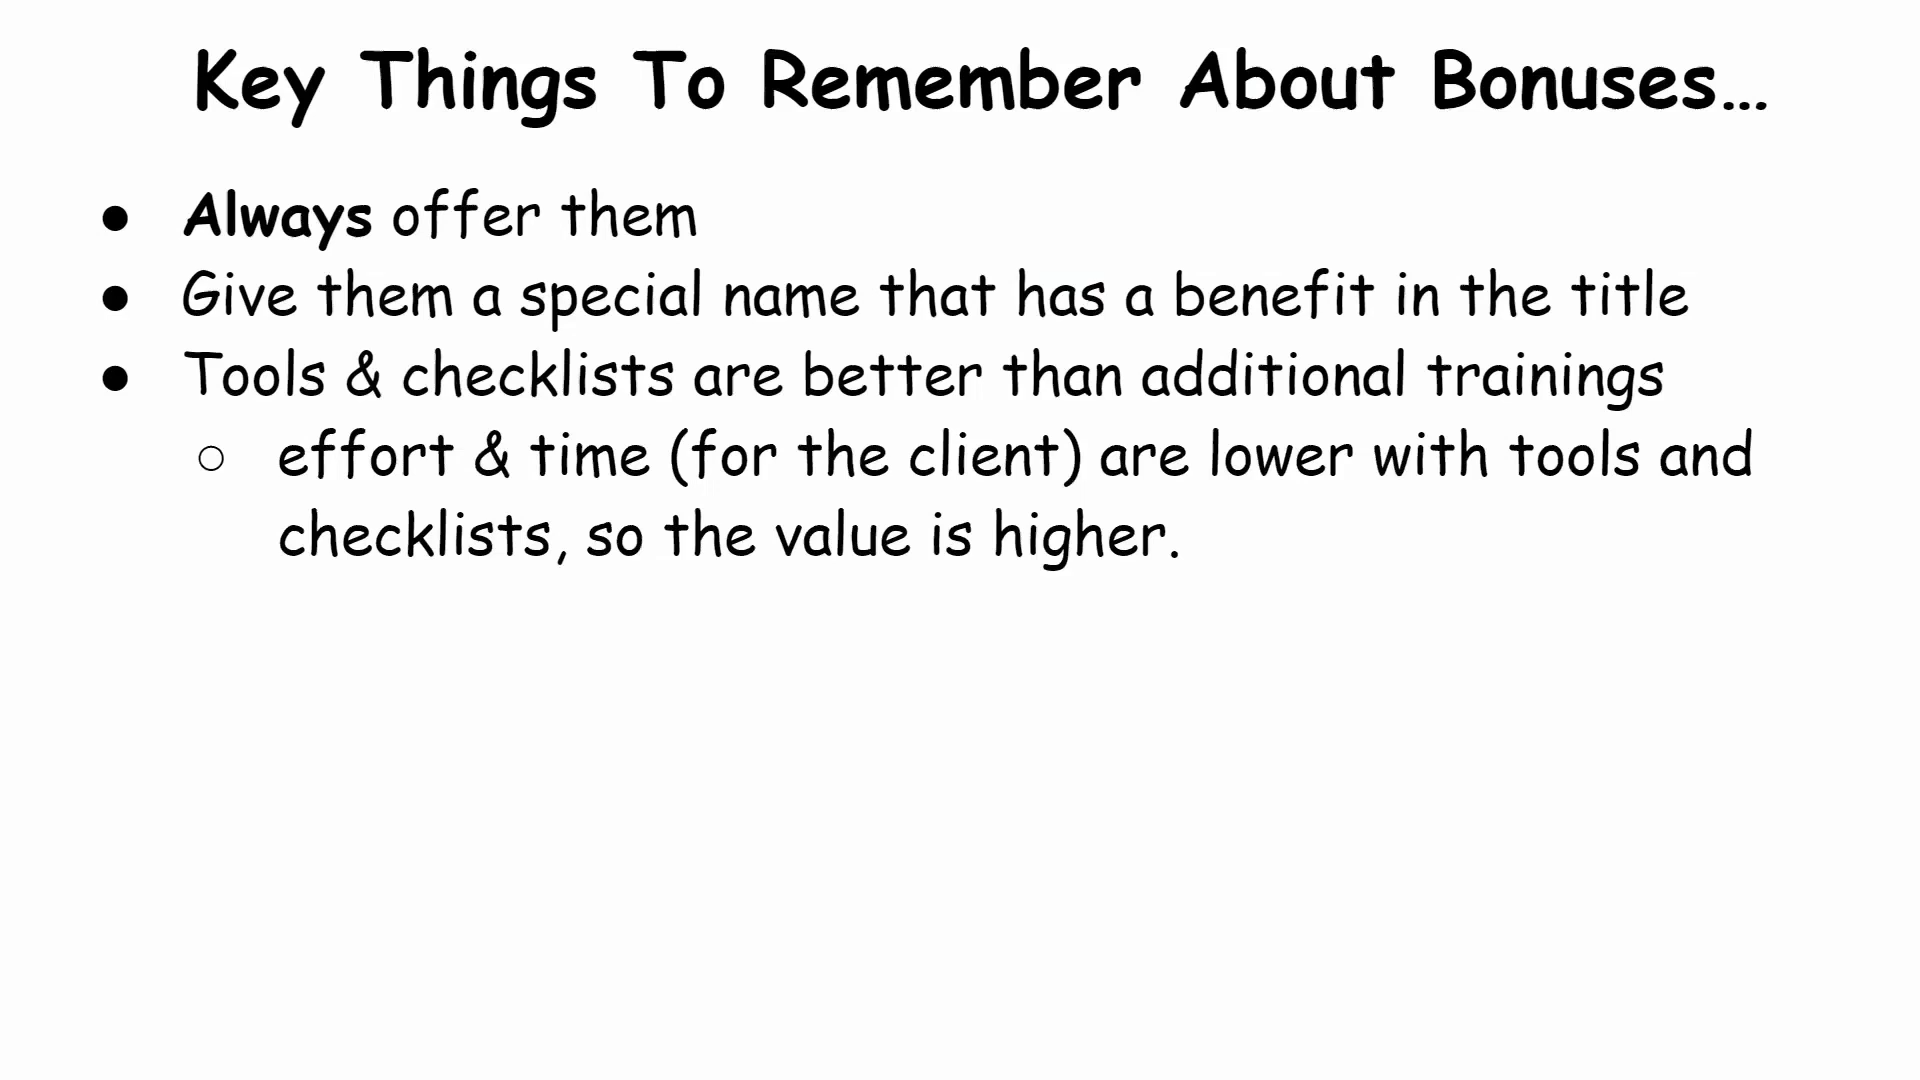 Key Things To Remember About Bonuses...
● Always offer them
● Give them a special name that has a benefit in the title
● Tools & checklists are better than additional trainings
○ effort & time (for the client) are lower with tools and
checklists, so the value is higher.